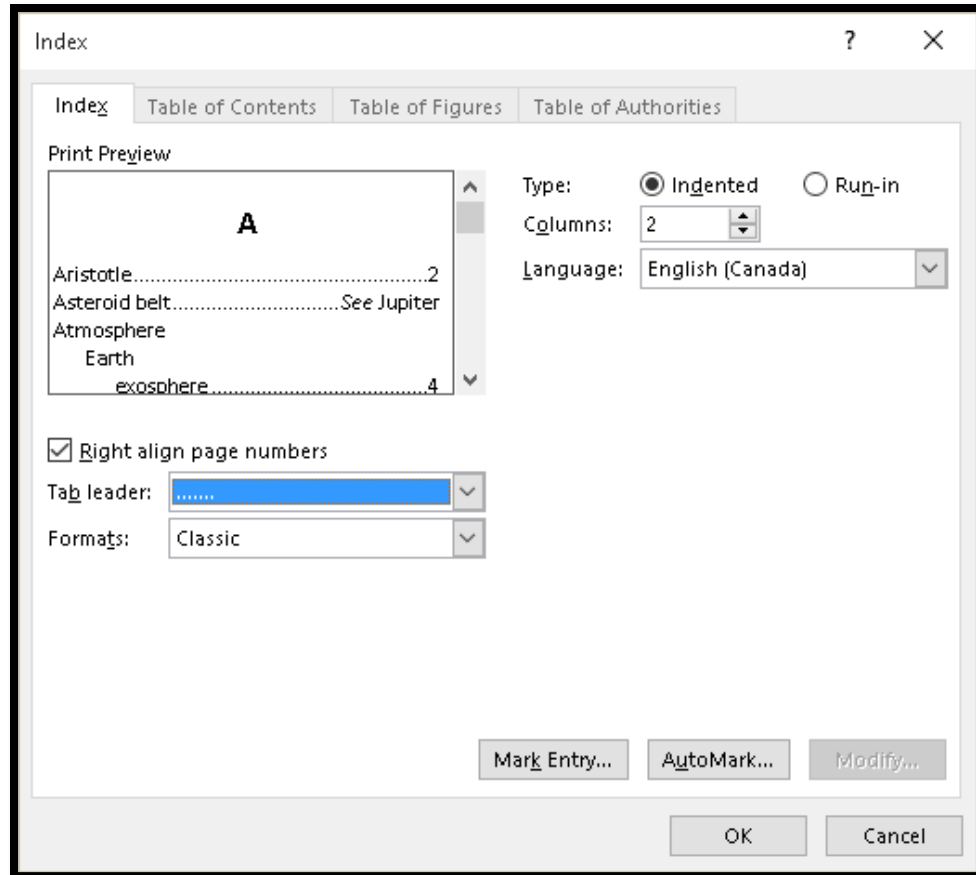 Index ?
Index Table of Contents Table of Figures Table of Authorities
Print Preview
A
Aristotle..................................................2
Asteroid belt............................See Jupiter
Atmosphere
Earth
exosphere.....................................4
Type: Indented Run-in
Columns: 2
Language: English (Canada)
Right align page numbers
Tab leader: .......
Formats: Classic
Mark Entry... AutoMark... Modify...
OK Cancel